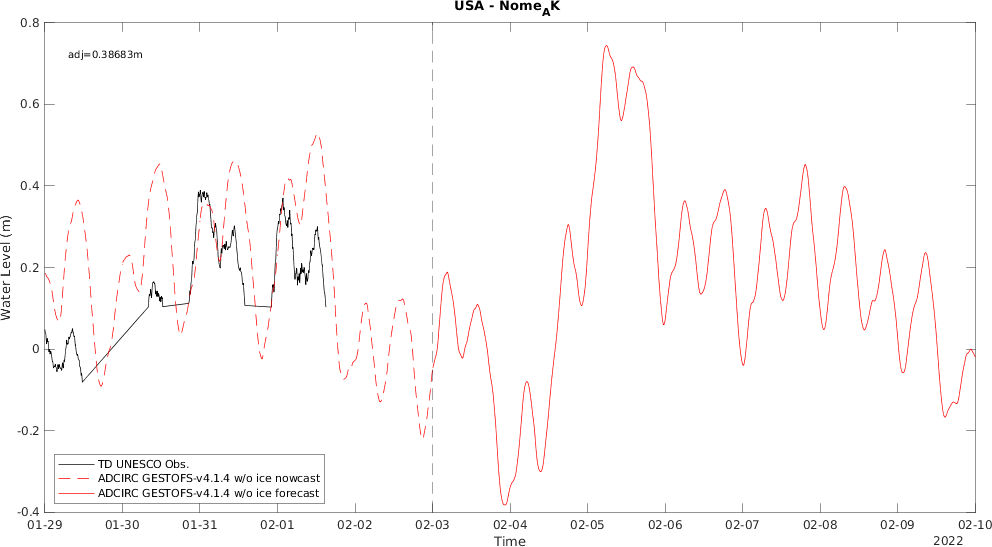 USA - Nome_AK
adj=0.38683m
0.8
0.6
0.4
0.2
0
-0.2
-0.4
Water Level (m)
TD UNESCO Obs.
ADCIRC GESTOFS-v4.1.4 w/o ice nowcast
ADCIRC GESTOFS-v4.1.4 w/o ice forecast
01-29 01-30 01-31 02-01 02-02 02-03 02-04 02-05 02-06 02-07 02-08 02-09 02-10
Time
2022